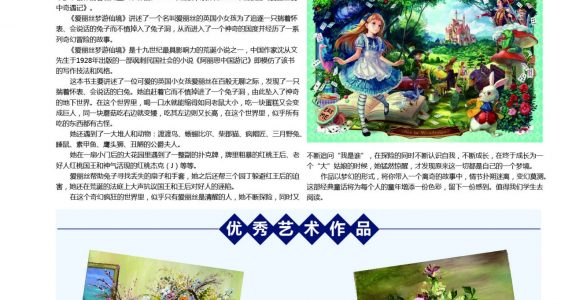 中奇遇记》。
《爱丽丝梦游仙境》讲述了一个名叫爱丽丝的英国小女孩为了追逐一只揣着怀
表、会说话的兔子而不慎掉入了兔子洞，从而进入了一个神奇的国度并经历了一系
列奇幻冒险的故事。
《爱丽丝梦游仙境》是十九世纪最具影响力的荒诞小说之一，中国作家沈从文
先生于1928年出版的一部讽刺民国社会的小说《阿丽思中国游记》即模仿了该书
的写作技法和风格。
这本书主要讲述了一位可爱的英国小女孩爱丽丝在百般无聊之际，发现了一只
揣着怀表、会说话的白兔。她追赶着它而不慎掉进了一个兔子洞，由此坠入了神奇
的地下世界。在这个世界里，喝一口水就能缩得如同老鼠大小，吃一块蛋糕又会变
成巨人，同一块蘑菇吃右边就变矮，吃其左边则又长高，在这个世界里，似乎所有
吃的东西都有古怪。
她还遇到了一大堆人和动物：渡渡鸟、蜥蜴比尔、柴郡猫、疯帽匠、三月野兔、
睡鼠、素甲鱼、鹰头狮、丑陋的公爵夫人。
她在一扇小门后的大花园里遇到了一整副的扑克牌，牌里粗暴的红桃王后、老
好人红桃国王和神气活现的红桃杰克（J）等等。
爱丽丝帮助兔子寻找丢失的扇子和手套，她之后还帮三个园丁躲避红王后的迫
害，她还在荒诞的法庭上大声抗议国王和王后对好人的诬陷。
在这个奇幻疯狂的世界里，似乎只有爱丽丝是清醒的人，她不断探险，同时又
不断追问“我是谁”，在探险的同时不断认识自我，不断成长，在终于成长为一
个“大”姑娘的时候，她猛然惊醒，才发现原来这一切都是自己的一个梦境。
作品以梦幻的形式，将你带入一个离奇的故事中，情节扑朔迷离，变幻莫测。
这部经典童话将为每个人的童年增添一份色彩，留下一份感到。值得我们学生去
阅读。
优秀艺术作品